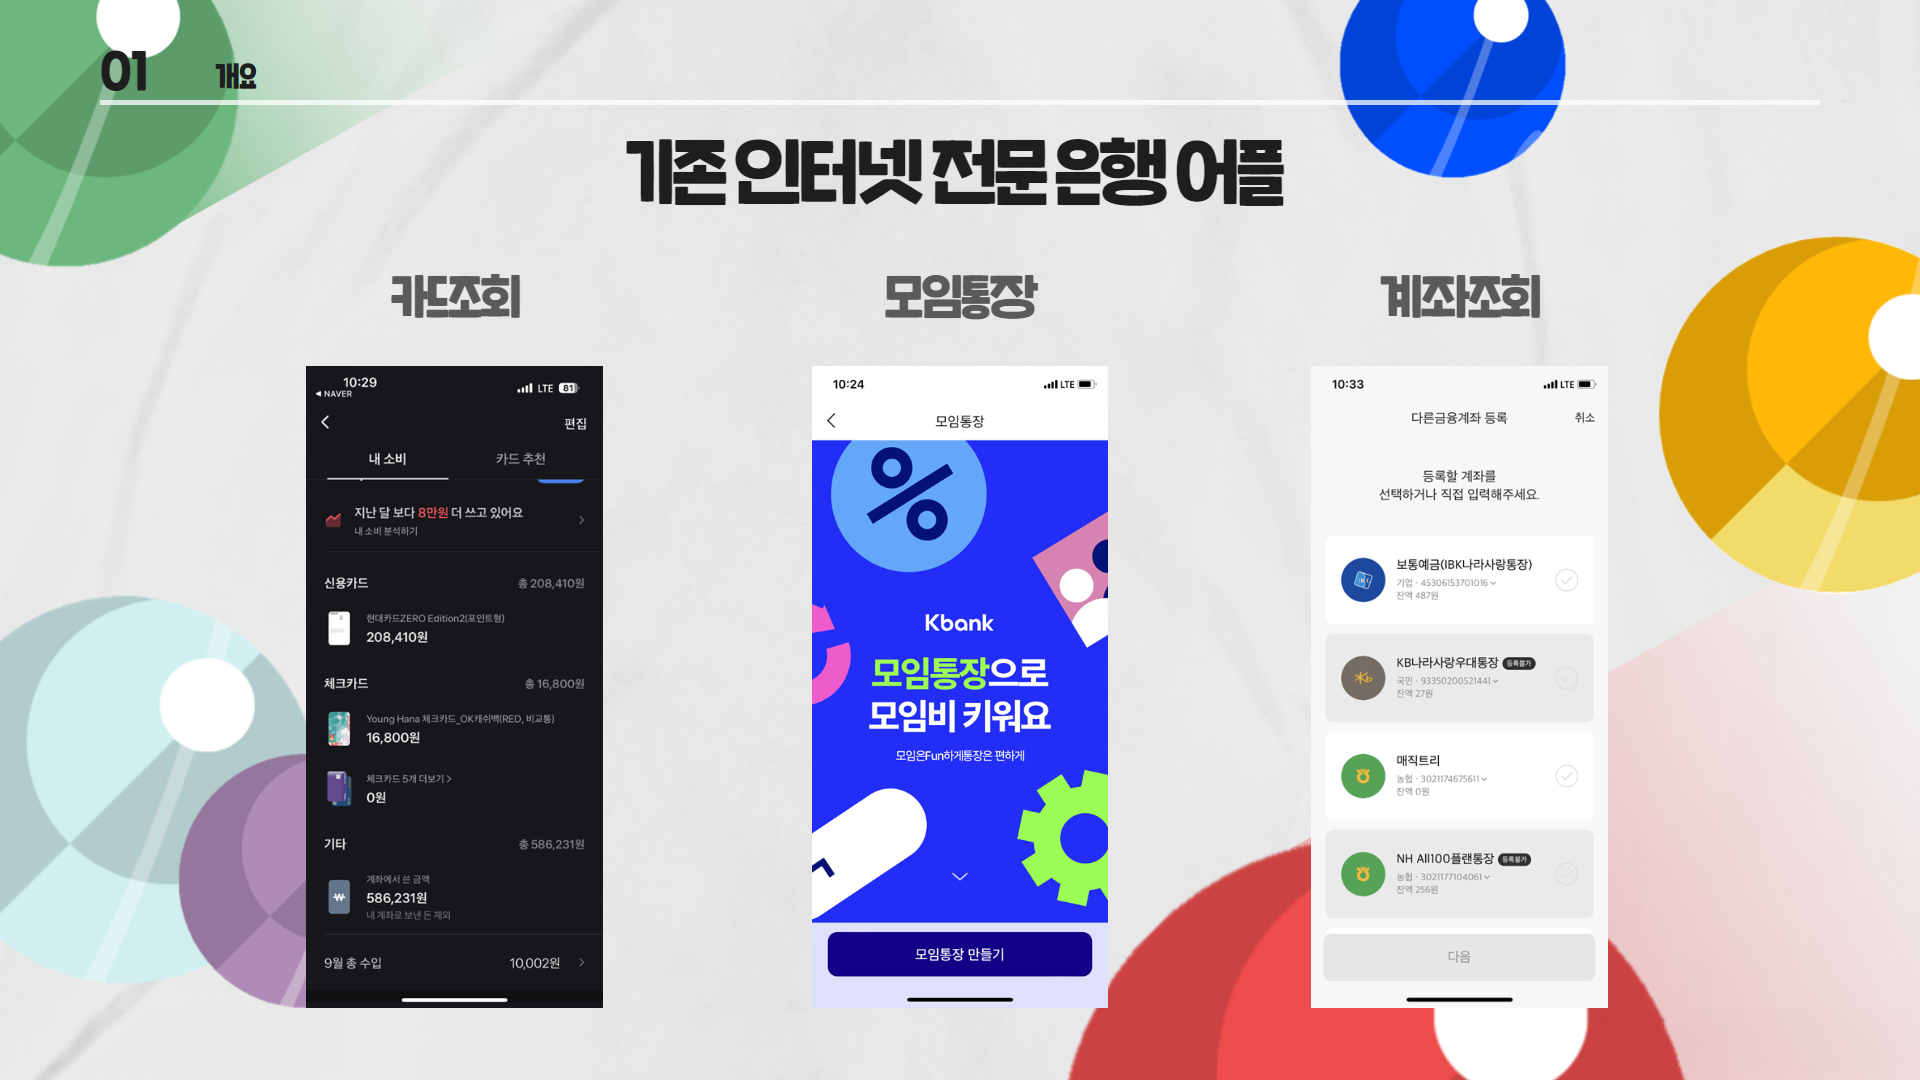 01 개요
기존 인터넷 전문 은행 어플
카드조회
모임통장
계좌조회
10:29
LTE 81
◀ NAVER
편집
내 소비
카드 추천
지난 달 보다 8만원 더 쓰고 있어요
내 소비 분석하기
신용카드
총 208,410원
현대카드ZERO Edition2(포인트형)
208,410원
체크카드
총 16,800원
Young Hana 체크카드_OK캐쉬백(RED, 비교통)
16,800원
체크카드 5개 더보기 >
0원
기타
총 586,231원
계좌에서 쓴 금액
586,231원
내 계좌로 보낸 돈 제외
9월 총 수입
10,002원
10:24
LTE
모임통장
%
Kbank
모임통장으로
모임비 키워요
모임은Fun하게통장은 편하게
모임통장 만들기
10:33
LTE
다른금융계좌 등록
취소
등록할 계좌를
선택하거나 직접 입력해주세요.
보통예금(IBK나라사랑통장)
기업 · 45306153701016
잔액 487원
KB나라사랑우대통장 등록불가
국민 · 93350200521441
잔액 27원
매직트리
농협 · 3021174675611
잔액 0원
NH All100플랜통장 등록불가
농협 · 3021177104061
잔액 256원
다음